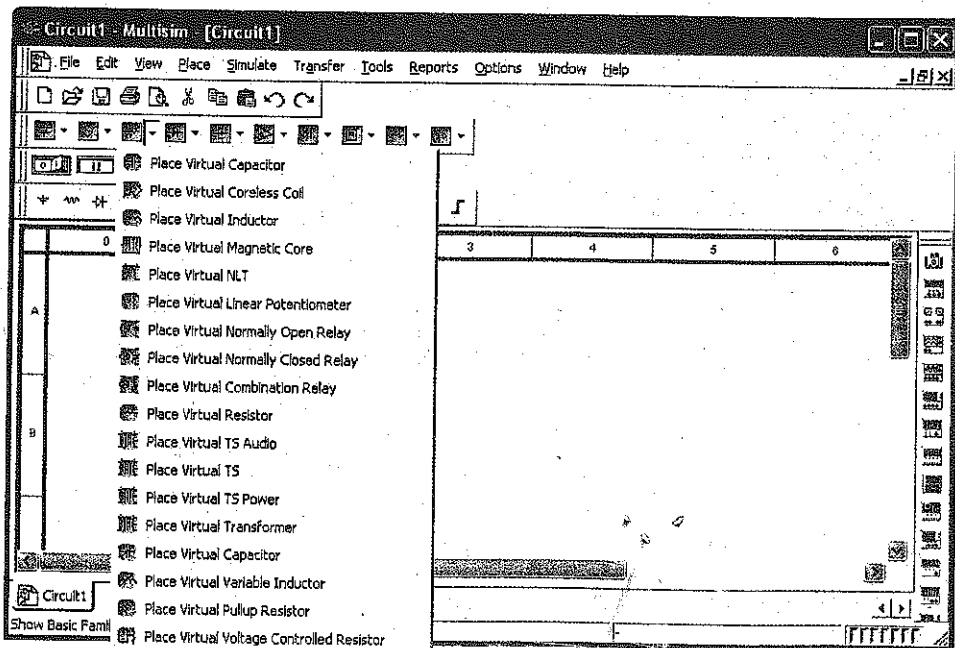 Circuit1 - Multisim - [Circuit1]
File Edit View Place Simulate Transfer Tools Reports Options Window Help
Place Virtual Capacitor
Place Virtual Coreless Coil
Place Virtual Inductor
0 3 4 5 6
Place Virtual Magnetic Core
Place Virtual NLT
Place Virtual Linear Potentiometer
A
Place Virtual Normally Open Relay
Place Virtual Normally Closed Relay
Place Virtual Combination Relay
Place Virtual Resistor
B
Place Virtual TS Audio
Place Virtual TS
Place Virtual TS Power
Place Virtual Transformer
Place Virtual Capacitor
Place Virtual Variable Inductor
Circuit1
Place Virtual Pullup Resistor
Show Basic Fami
Place Virtual Voltage Controlled Resistor